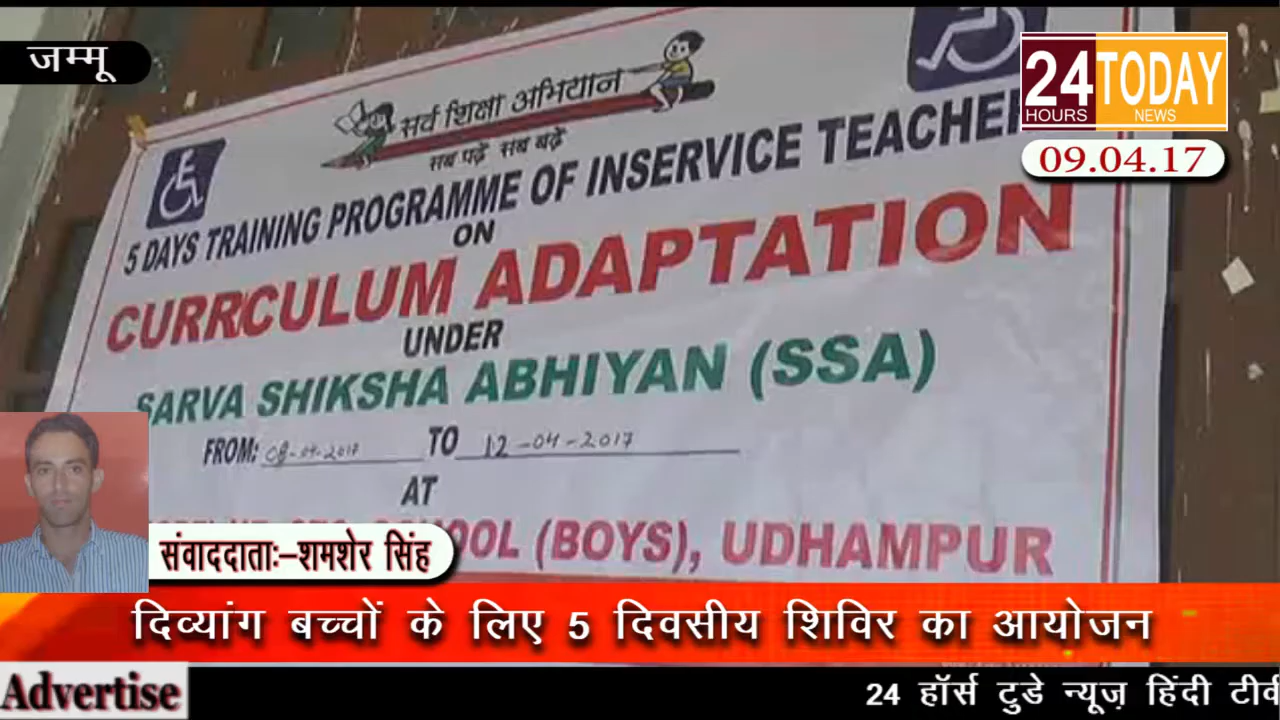 जम्मू
24 TODAY
HOURS NEWS
09.04.17
सर्व शिक्षा अभियान
सब पढ़ें सब बढ़ें
5 DAYS TRAINING PROGRAMME OF INSERVICE TEACHER
ON
CURRCULUM ADAPTATION
UNDER
SARVA SHIKSHA ABHIYAN (SSA)
FROM: 08-04-2017 TO 12-04-2017
AT
(BOYS), UDHAMPUR
संवाददाताः-शमशेर सिंह
दिव्यांग बच्चों के लिए 5 दिवसीय शिविर का आयोजन
Advertise
24 हॉर्स टुडे न्यूज़ हिंदी टीवी